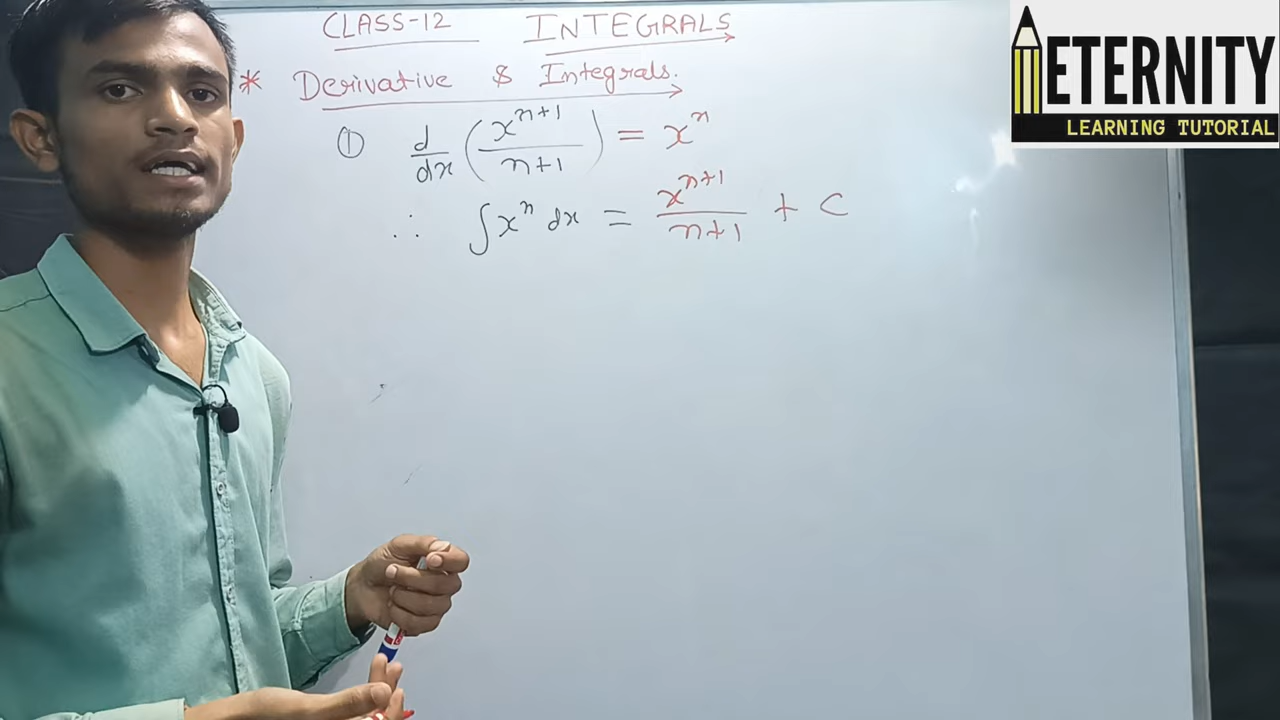 CLASS-12 INTEGRALS
* Derivative & Integrals.
① d/dx (x^{n+1}/n+1) = x^n
∴ ∫x^n dx = x^{n+1}/n+1 + C
ETERNITY
LEARNING TUTORIAL